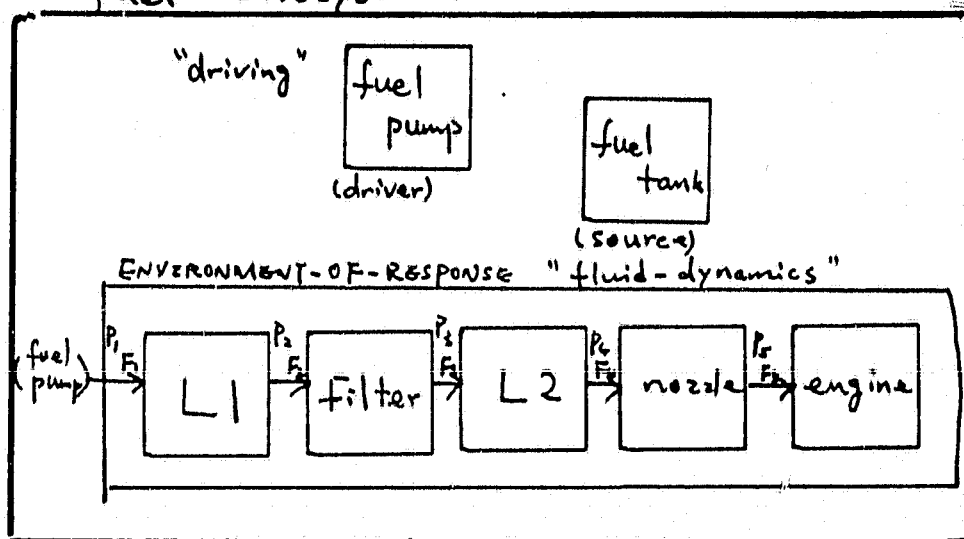 "driving"
fuel
pump
(driver)
fuel
tank
(source)
ENVIRONMENT-OF-RESPONSE "fluid-dynamics"
(fuel
pump)
P1
F1
L1
P2
F2
filter
P3
F3
L2
P4
F4
nozzle
P5
F5
engine